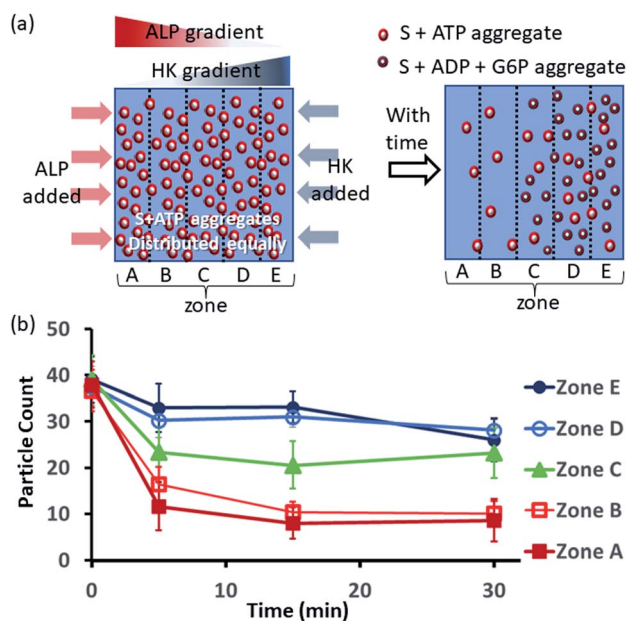 (a)
ALP gradient
HK gradient
S + ATP aggregate
S + ADP + G6P aggregate
ALP
added
S+ATP aggregates
Distributed equally
HK
added
With
time
A B C D E
zone
A B C D E
zone
(b)
50
40
30
20
10
0
Particle Count
0 10 20 30
Time (min)
Zone E
Zone D
Zone C
Zone B
Zone A